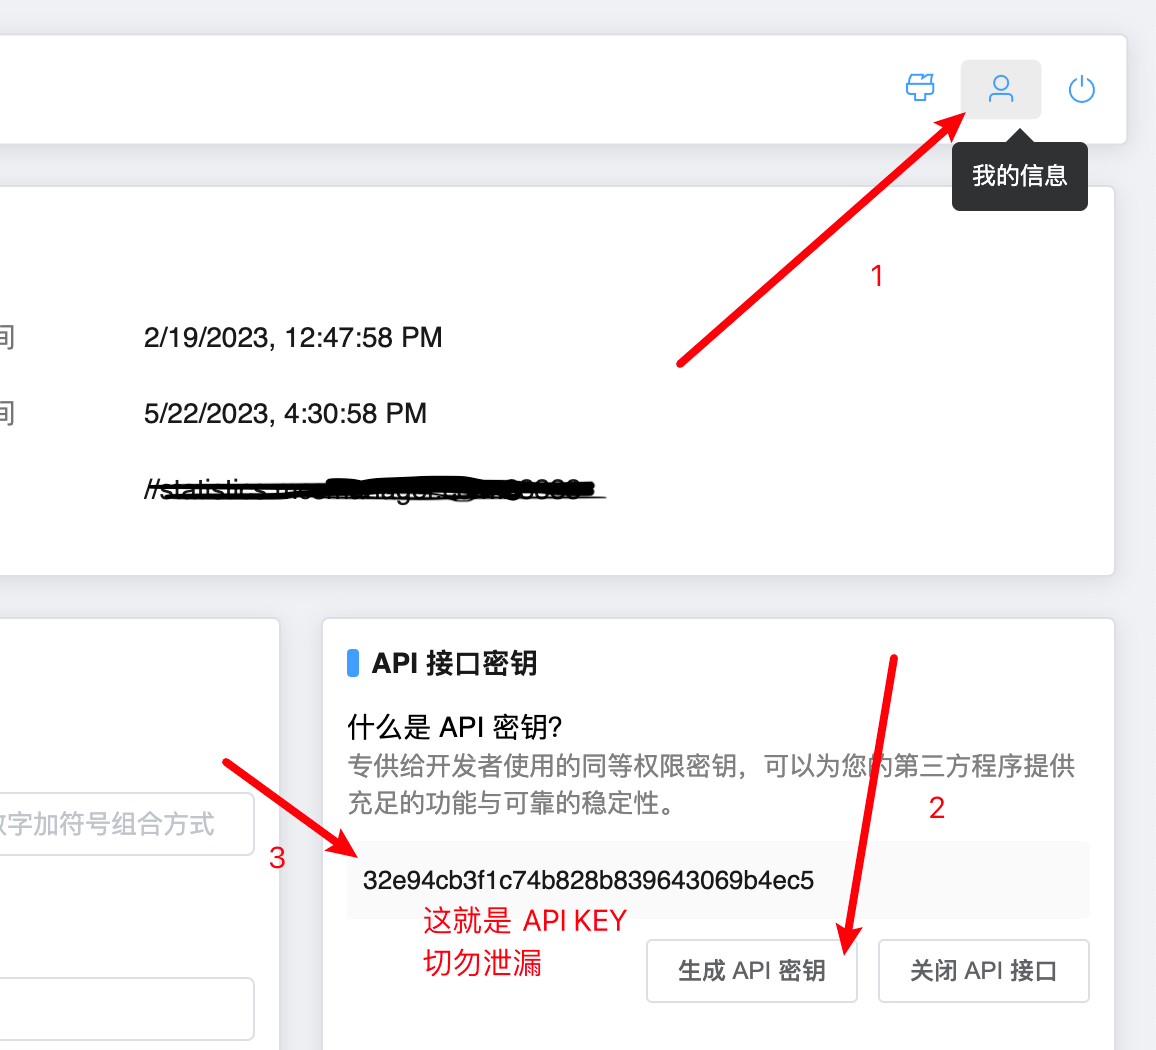 我的信息
1
2/19/2023, 12:47:58 PM
5/22/2023, 4:30:58 PM
API 接口密钥
什么是 API 密钥?
专供给开发者使用的同等权限密钥，可以为您的第三方程序提供
充足的功能与可靠的稳定性。
2
字加符号组合方式
3
32e94cb3f1c74b828b839643069b4ec5
这就是 API KEY
切勿泄漏
生成 API 密钥
关闭 API 接口